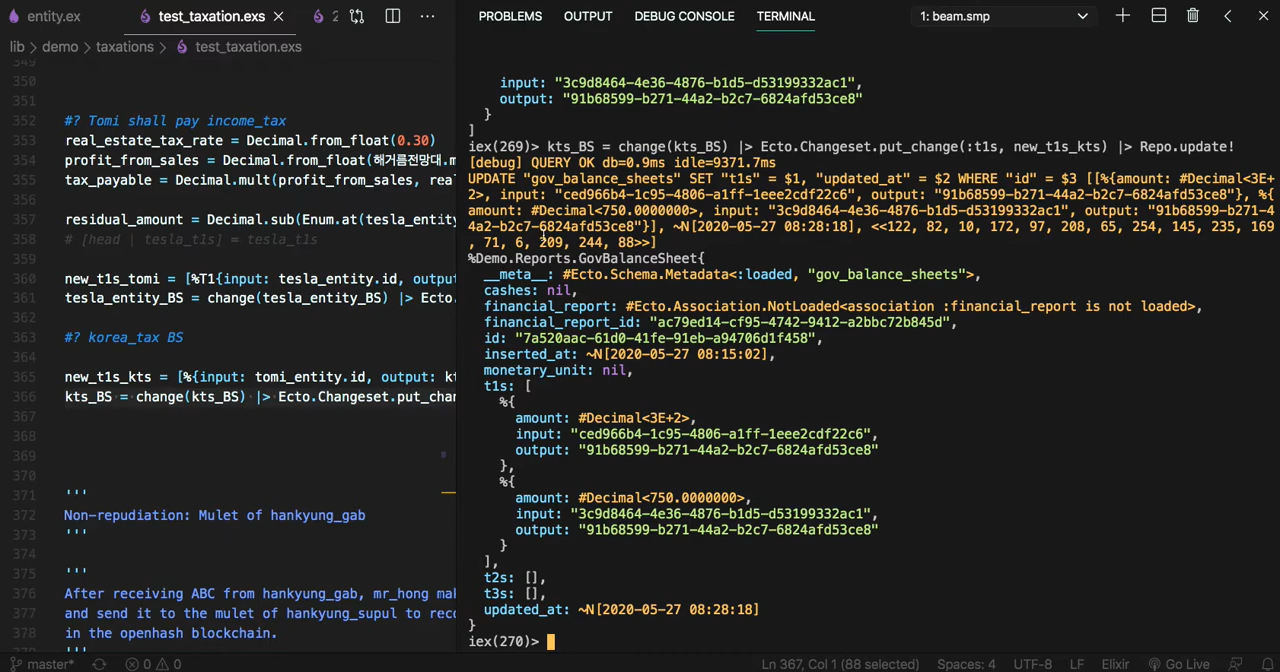 entity.ex
test_taxation.exs
2
lib > demo > taxations > test_taxation.exs
349
350
351
352 #? Tomi shall pay income_tax
353 real_estate_tax_rate = Decimal.from_float(0.30)
354 profit_from_sales = Decimal.from_float(해거름전망대.m
355 tax_payable = Decimal.mult(profit_from_sales, real
356
357 residual_amount = Decimal.sub(Enum.at(tesla_entity
358 # [head | tesla_t1s] = tesla_t1s
359
360 new_t1s_tomi = [%T1{input: tesla_entity.id, outpu
361 tesla_entity_BS = change(tesla_entity_BS) |> Ecto.
362
363 #? korea_tax BS
364
365 new_t1s_kts = [%{input: tomi_entity.id, output: kt
366 kts_BS = change(kts_BS) |> Ecto.Changeset.put_chan
367
368
369
370
371 '''
372 Non-repudiation: Mulet of hankyung_gab
373 '''
374
375 '''
376 After receiving ABC from hankyung_gab, mr_hong mak
377 and send it to the mulet of hankyung_supul to reco
378 in the openhash blockchain.
'''
PROBLEMS OUTPUT DEBUG CONSOLE TERMINAL 1: beam.smp
input: "3c9d8464-4e36-4876-b1d5-d53199332ac1",
output: "91b68599-b271-44a2-b2c7-6824afd53ce8"
}
]
iex(269)> kts_BS = change(kts_BS) |> Ecto.Changeset.put_change(:t1s, new_t1s_kts) |> Repo.update!
[debug] QUERY OK db=0.9ms idle=9371.7ms
UPDATE "gov_balance_sheets" SET "t1s" = $1, "updated_at" = $2 WHERE "id" = $3 [[%{amount: #Decimal<3E+
2>, input: "ced966b4-1c95-4806-a1ff-1eee2cdf22c6", output: "91b68599-b271-44a2-b2c7-6824afd53ce8"}, %{
amount: #Decimal<750.0000000>, input: "3c9d8464-4e36-4876-b1d5-d53199332ac1", output: "91b68599-b271-4
4a2-b2c7-6824afd53ce8"}], ~N[2020-05-27 08:28:18], <<122, 82, 10, 172, 97, 208, 65, 254, 145, 235, 169
, 71, 6, 209, 244, 88>>]
%Demo.Reports.GovBalanceSheet{
__meta__: #Ecto.Schema.Metadata<:loaded, "gov_balance_sheets">,
cashes: nil,
financial_report: #Ecto.Association.NotLoaded<association :financial_report is not loaded>,
financial_report_id: "ac79ed14-cf95-4742-9412-a2bbc72b845d",
id: "7a520aac-61d0-41fe-91eb-a94706d1f458",
inserted_at: ~N[2020-05-27 08:15:02],
monetary_unit: nil,
t1s: [
%{
amount: #Decimal<3E+2>,
input: "ced966b4-1c95-4806-a1ff-1eee2cdf22c6",
output: "91b68599-b271-44a2-b2c7-6824afd53ce8"
},
%{
amount: #Decimal<750.0000000>,
input: "3c9d8464-4e36-4876-b1d5-d53199332ac1",
output: "91b68599-b271-44a2-b2c7-6824afd53ce8"
}
],
t2s: [],
t3s: [],
updated_at: ~N[2020-05-27 08:28:18]
}
iex(270)>
master* 0 0 Ln 367, Col 1 (88 selected) Spaces: 4 UTF-8 LF Elixir Go Live